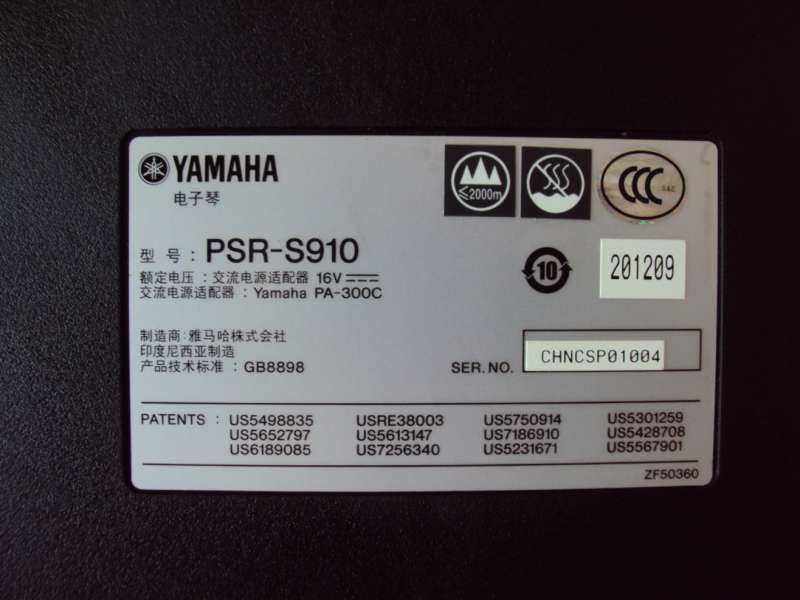 YAMAHA
电子琴
≤2000m
CCC
S&E
型号：PSR-S910
额定电压：交流电源适配器 16V
交流电源适配器：Yamaha PA-300C
10
201209
制造商：雅马哈株式会社
印度尼西亚制造
产品技术标准：GB8898
SER. NO. CHNCSP01004
PATENTS : US5498835 USRE38003 US5750914 US5301259
US5652797 US5613147 US7186910 US5428708
US6189085 US7256340 US5231671 US5567901
ZF50360